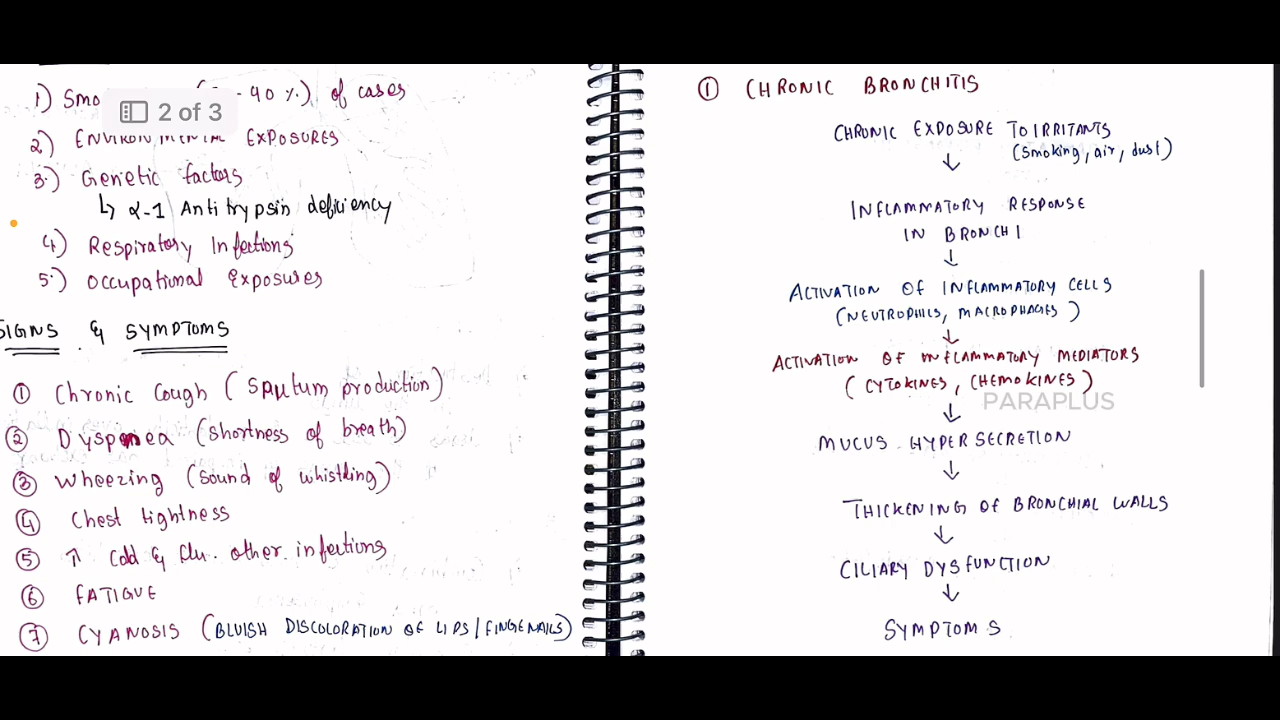 1) Smo - 90 %) of cases
2 of 3
2) ENVIRONMENTAL EXPOSURES
3.) Genetic factors
↳ α-1 Antitrypsin deficiency
4) Respiratory Infections
5.) Occupational Exposures
SIGNS & SYMPTOMS
① Chronic Cough (Sputum production)
② Dyspnea (shortness of breath)
③ Wheezing (sound of whistling)
④ Chest tightness
⑤ ↑ Cold & flu. other. infections
⑥ FATIGUE
⑦ CYANOSIS (BLUISH DISCOLORATION OF LIPS / FINGENAILS)
① CHRONIC BRONCHITIS
CHRONIC EXPOSURE TO IRRITANTS
(smoking, air, dust)
↓
INFLAMMATORY RESPONSE
IN BRONCHI
↓
ACTIVATION OF INFLAMMATORY CELLS
(NEUTROPHILS, MACROPHAGES)
↓
ACTIVATION OF INFLAMMATORY MEDIATORS
(CYTOKINES, CHEMOKINES)
PARAPLUS
↓
MUCUS HYPERSECRETION
↓
THICKENING OF BRONCHIAL WALLS
↓
CILIARY DYSFUNCTION
↓
SYMPTOMS